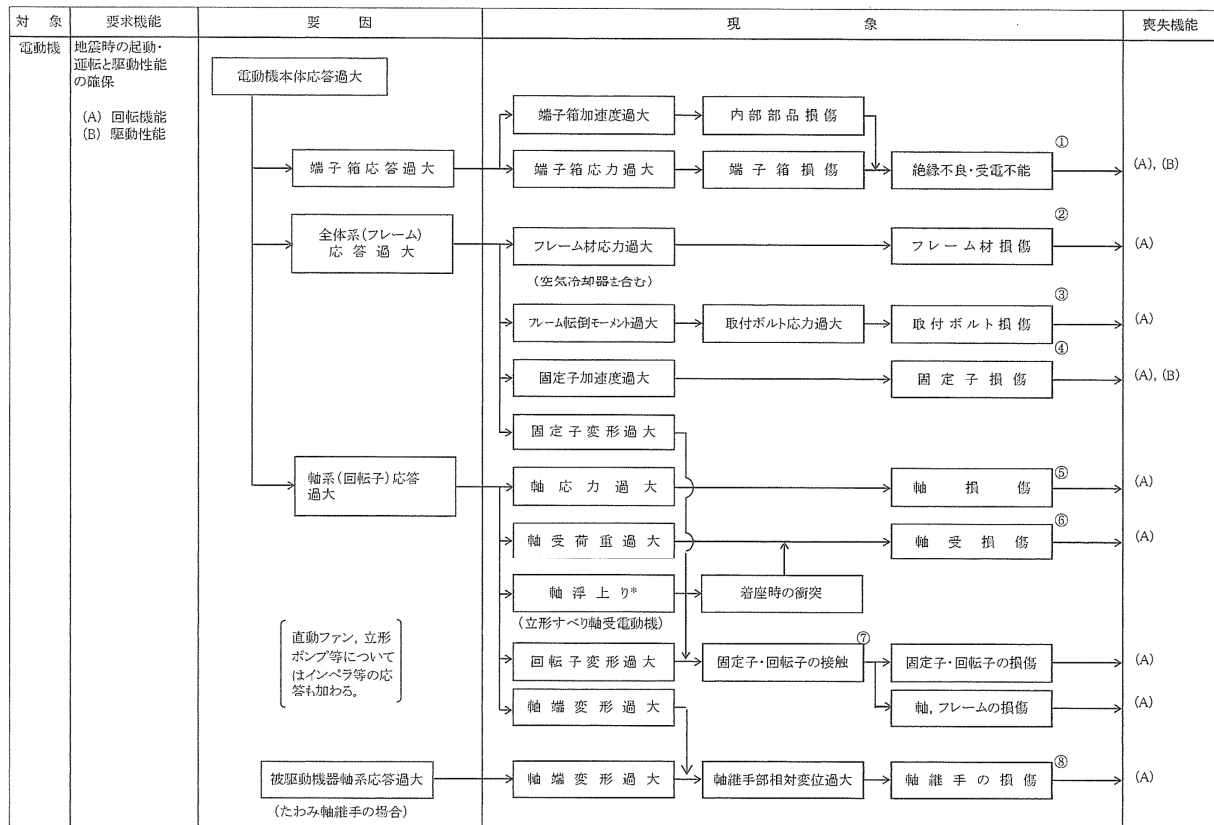 対 象
要求機能
要 因
現 象
喪失機能
電動機
地震時の起動・
運転と駆動性能
の確保
(A) 回転機能
(B) 駆動性能
電動機本体応答過大
端子箱加速度過大
内部部品損傷
端子箱応答過大
端子箱応力過大
端子箱損傷
①
絶縁不良・受電不能
(A), (B)
全体系(フレーム)
応答過大
フレーム材応力過大
(空気冷却器を含む)
②
フレーム材損傷
(A)
フレーム転倒モーメント過大
取付ボルト応力過大
③
取付ボルト損傷
(A)
固定子加速度過大
④
固定子損傷
(A), (B)
固定子変形過大
軸系(回転子)応答
過大
軸応力過大
⑤
軸損傷
(A)
軸受荷重過大
⑥
軸受損傷
(A)
軸浮上り*
(立形すべり軸受電動機)
着座時の衝突
直動ファン, 立形
ポンプ等について
はインペラ等の応
答も加わる。
回転子変形過大
⑦
固定子・回転子の接触
固定子・回転子の損傷
(A)
軸端変形過大
軸, フレームの損傷
(A)
被駆動機器軸系応答過大
(たわみ軸継手の場合)
軸端変形過大
軸継手部相対変位過大
⑧
軸継手の損傷
(A)